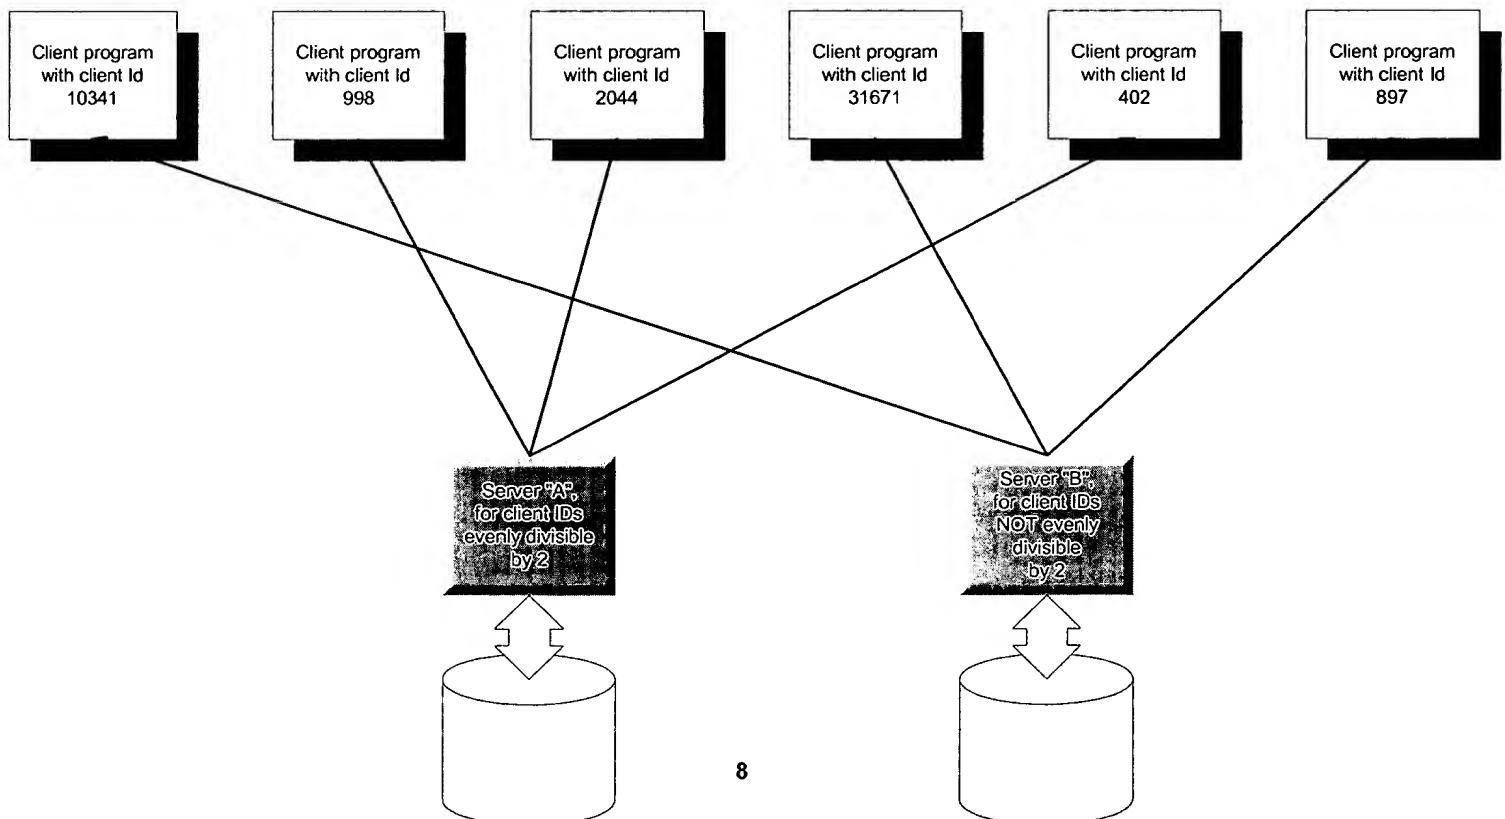 Client program
with client Id
10341
Client program
with client Id
998
Client program
with client Id
2044
Client program
with client Id
31671
Client program
with client Id
402
Client program
with client Id
897
Server "A",
for client IDs
evenly divisible
by 2
Server "B",
for client IDs
NOT evenly
divisible
by 2
8